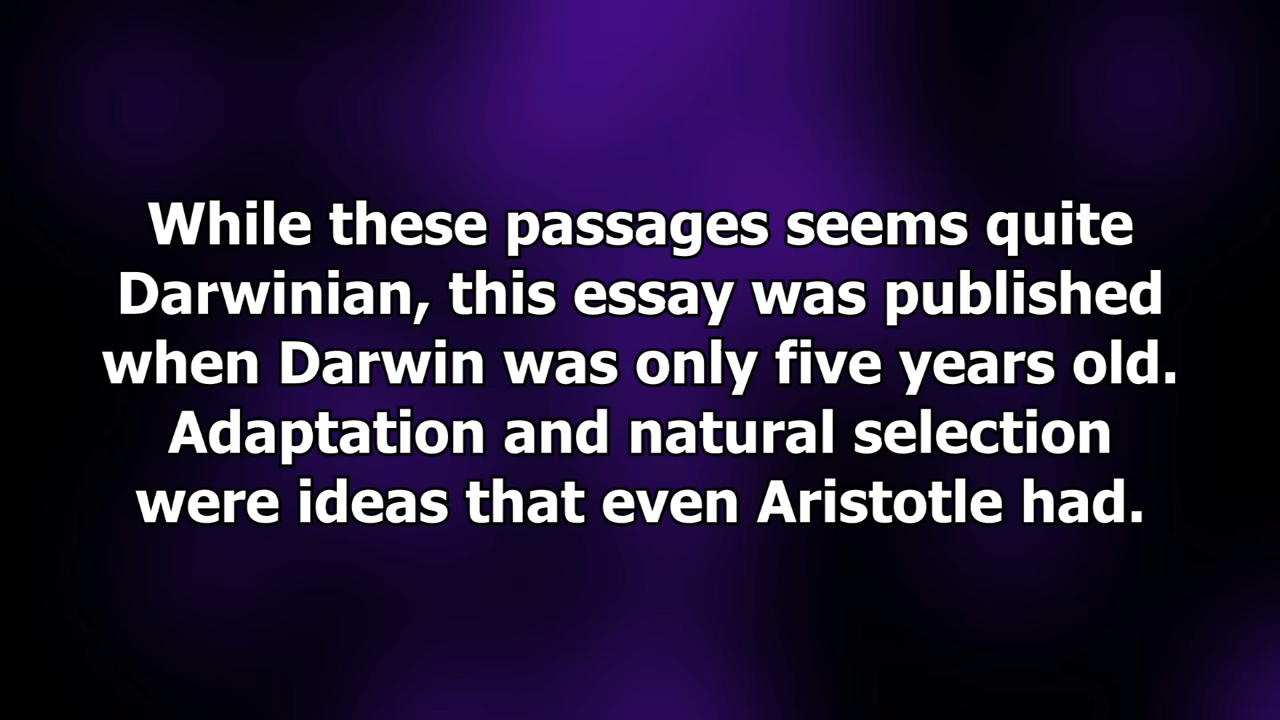 While these passages seems quite
Darwinian, this essay was published
when Darwin was only five years old.
Adaptation and natural selection
were ideas that even Aristotle had.